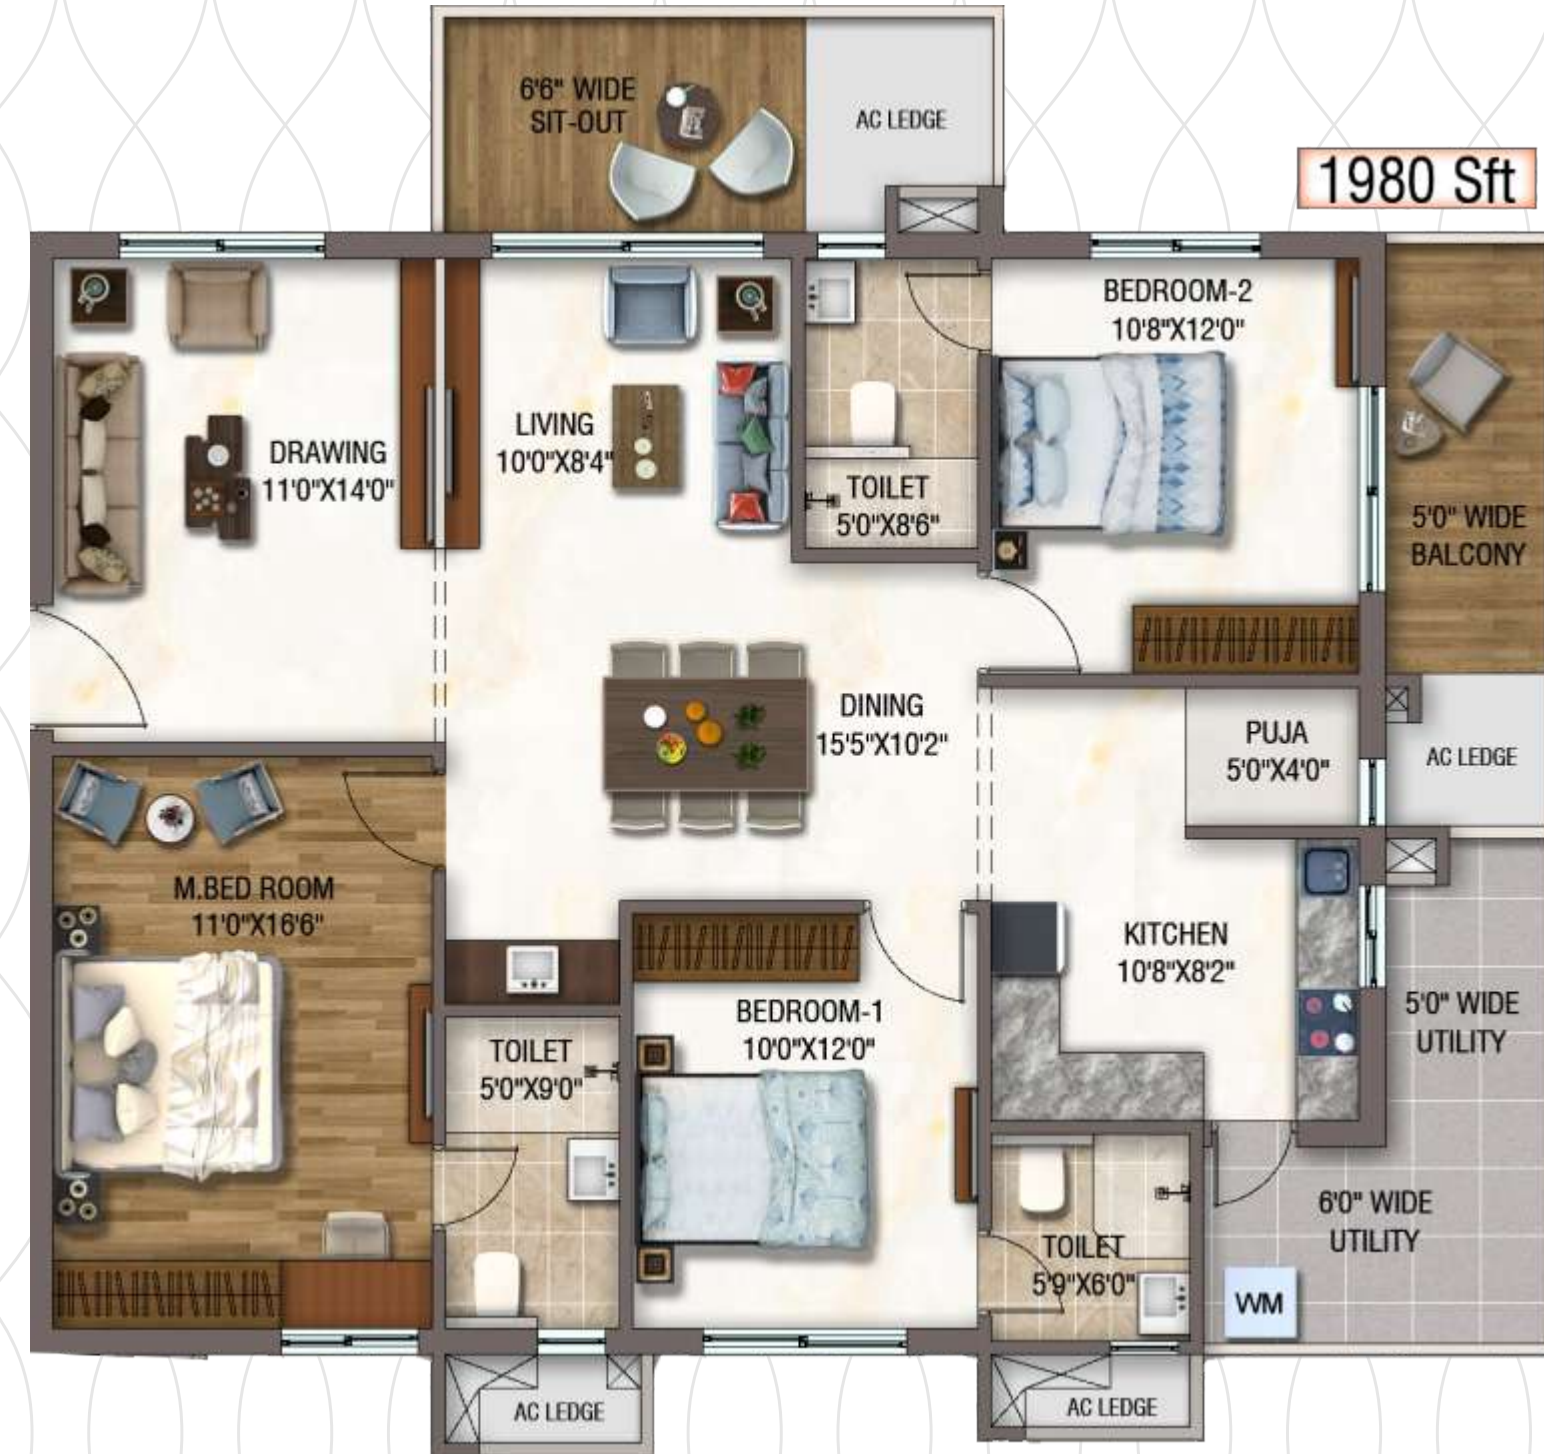 6'6" WIDE
SIT-OUT
AC LEDGE
1980 Sft
BEDROOM-2
10'8"X12'0"
LIVING
10'0"X8'4"
DRAWING
11'0"X14'0"
TOILET
5'0"X8'6"
5'0" WIDE
BALCONY
DINING
15'5"X10'2"
PUJA
5'0"X4'0"
AC LEDGE
M.BED ROOM
11'0"X16'6"
KITCHEN
10'8"X8'2"
BEDROOM-1
10'0"X12'0"
5'0" WIDE
UTILITY
TOILET
5'0"X9'0"
6'0" WIDE
UTILITY
TOILET
5'9"X6'0"
WM
AC LEDGE
AC LEDGE